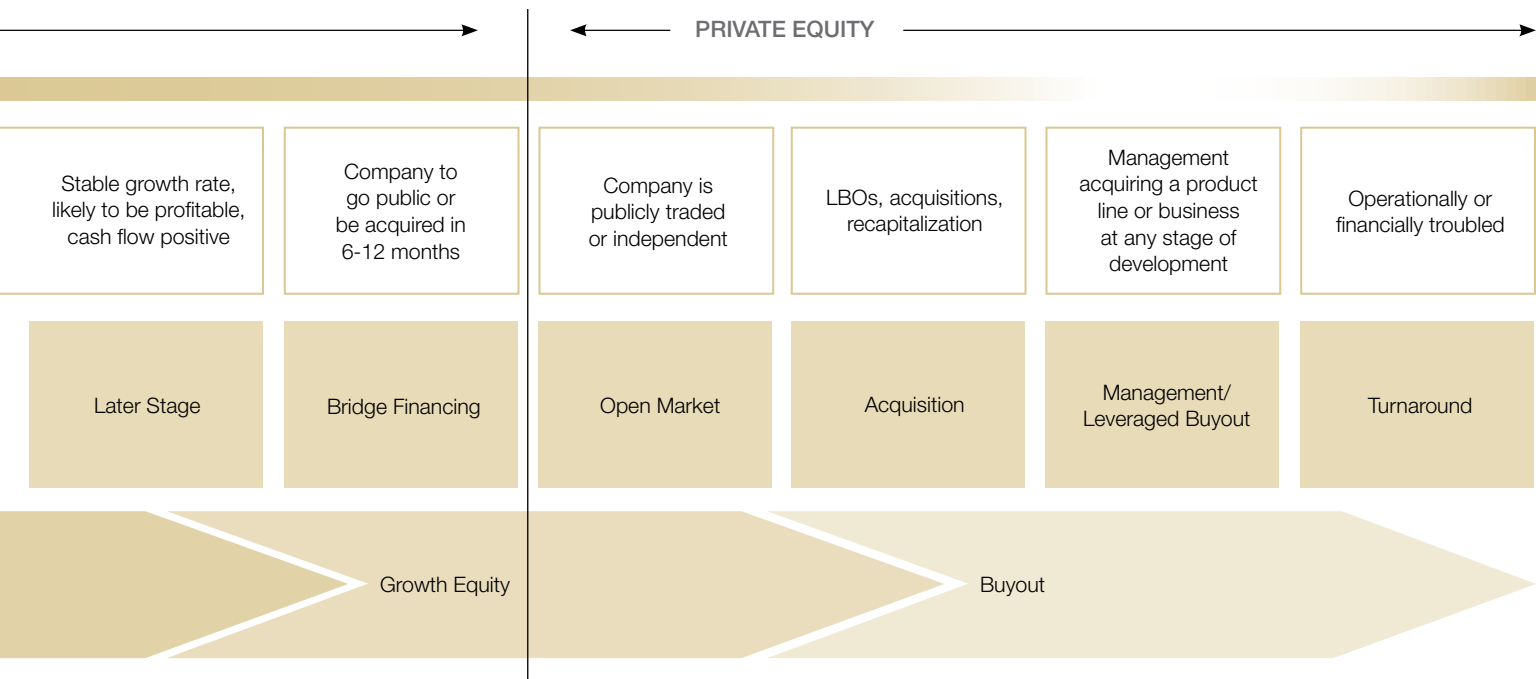 PRIVATE EQUITY
Stable growth rate,
likely to be profitable,
cash flow positive
Company to
go public or
be acquired in
6-12 months
Company is
publicly traded
or independent
LBOs, acquisitions,
recapitalization
Management
acquiring a product
line or business
at any stage of
development
Operationally or
financially troubled
Later Stage
Bridge Financing
Open Market
Acquisition
Management/
Leveraged Buyout
Turnaround
Growth Equity
Buyout